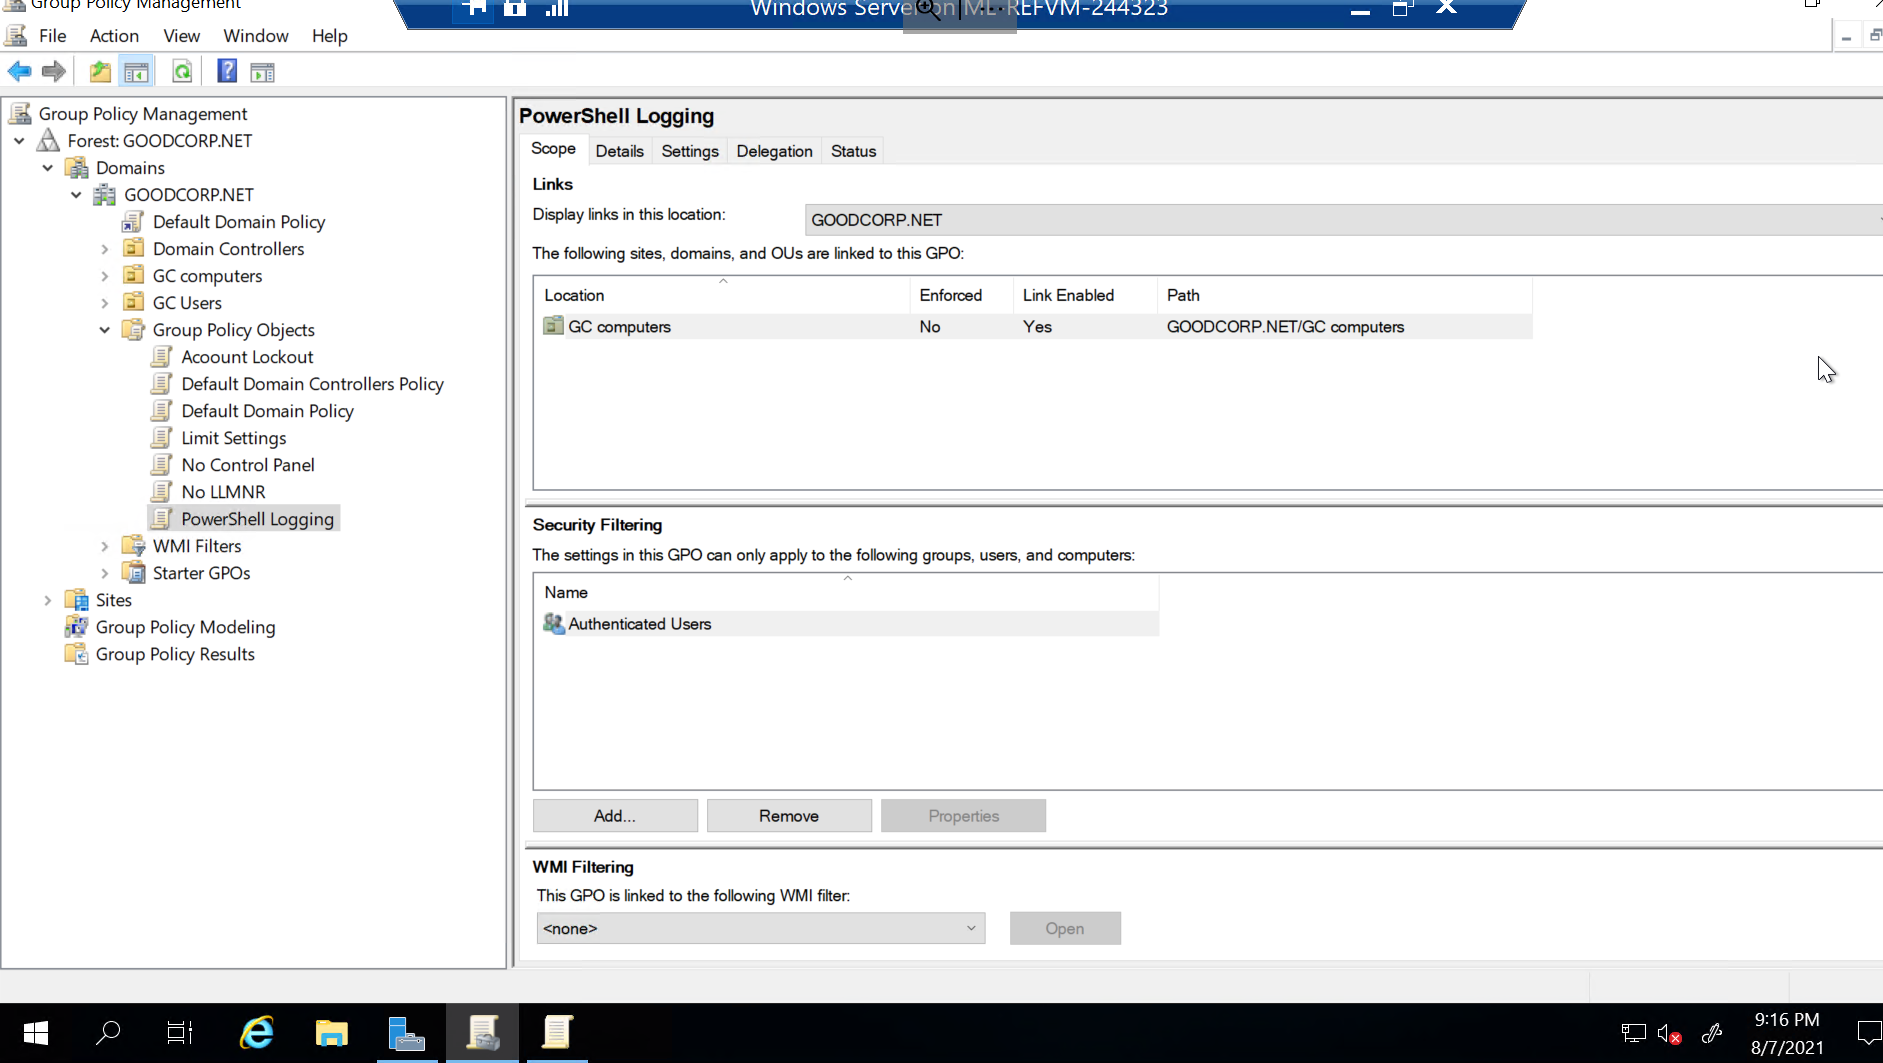 Group Policy Management
Windows Server on ML-REFVM-244323
File Action View Window Help
Group Policy Management
Forest: GOODCORP.NET
Domains
GOODCORP.NET
Default Domain Policy
Domain Controllers
GC computers
GC Users
Group Policy Objects
Acoount Lockout
Default Domain Controllers Policy
Default Domain Policy
Limit Settings
No Control Panel
No LLMNR
PowerShell Logging
WMI Filters
Starter GPOs
Sites
Group Policy Modeling
Group Policy Results
PowerShell Logging
Scope Details Settings Delegation Status
Links
Display links in this location: GOODCORP.NET
The following sites, domains, and OUs are linked to this GPO:
Location Enforced Link Enabled Path
GC computers No Yes GOODCORP.NET/GC computers
Security Filtering
The settings in this GPO can only apply to the following groups, users, and computers:
Name
Authenticated Users
Add... Remove Properties
WMI Filtering
This GPO is linked to the following WMI filter:
<none> Open
9:16 PM
8/7/2021